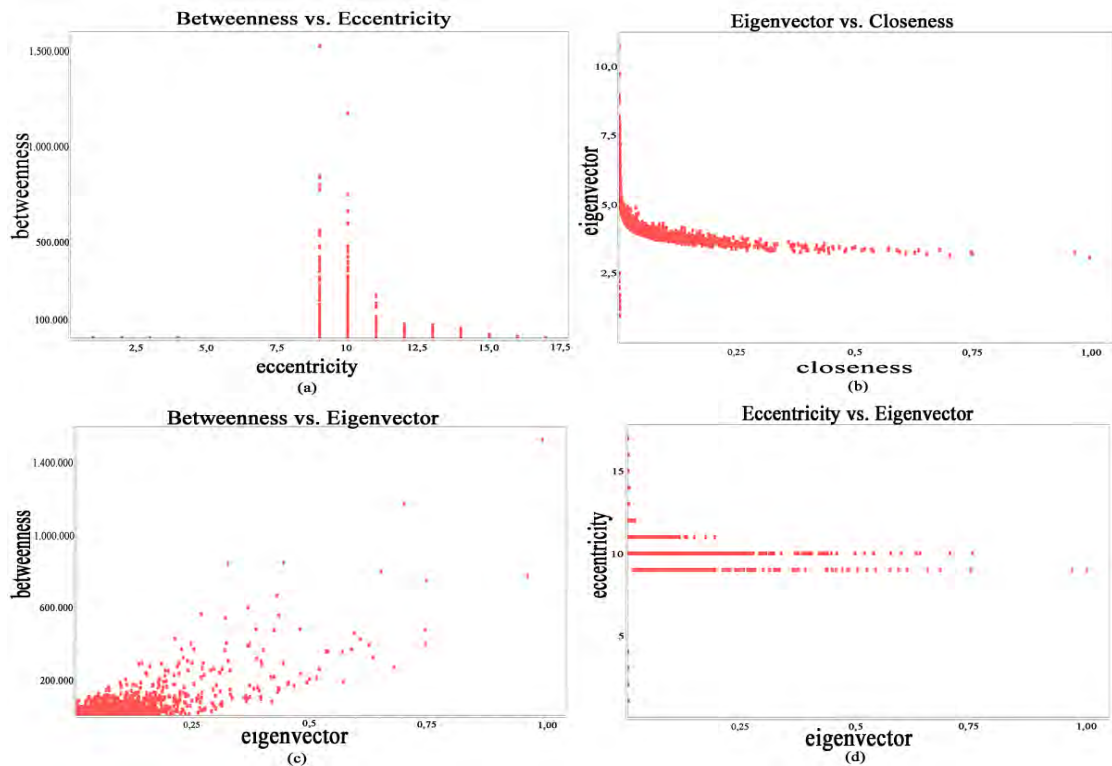 Betweenness vs. Eccentricity
1.500.000
1.000.000
500.000
100.000
betweenness
2,5 5,0 7,5 10 12,5 15,0 17,5
eccentricity
(a)
Eigenvector vs. Closeness
10,0
7,5
5,0
2,5
eigenvector
0,25 0,5 0,75 1,00
closeness
(b)
Betweenness vs. Eigenvector
1.400.000
1.000.000
600.000
200.000
betweenness
0,25 0,5 0,75 1,00
eigenvector
(c)
Eccentricity vs. Eigenvector
15
10
5
eccentricity
0,25 0,5 0,75 1,00
eigenvector
(d)